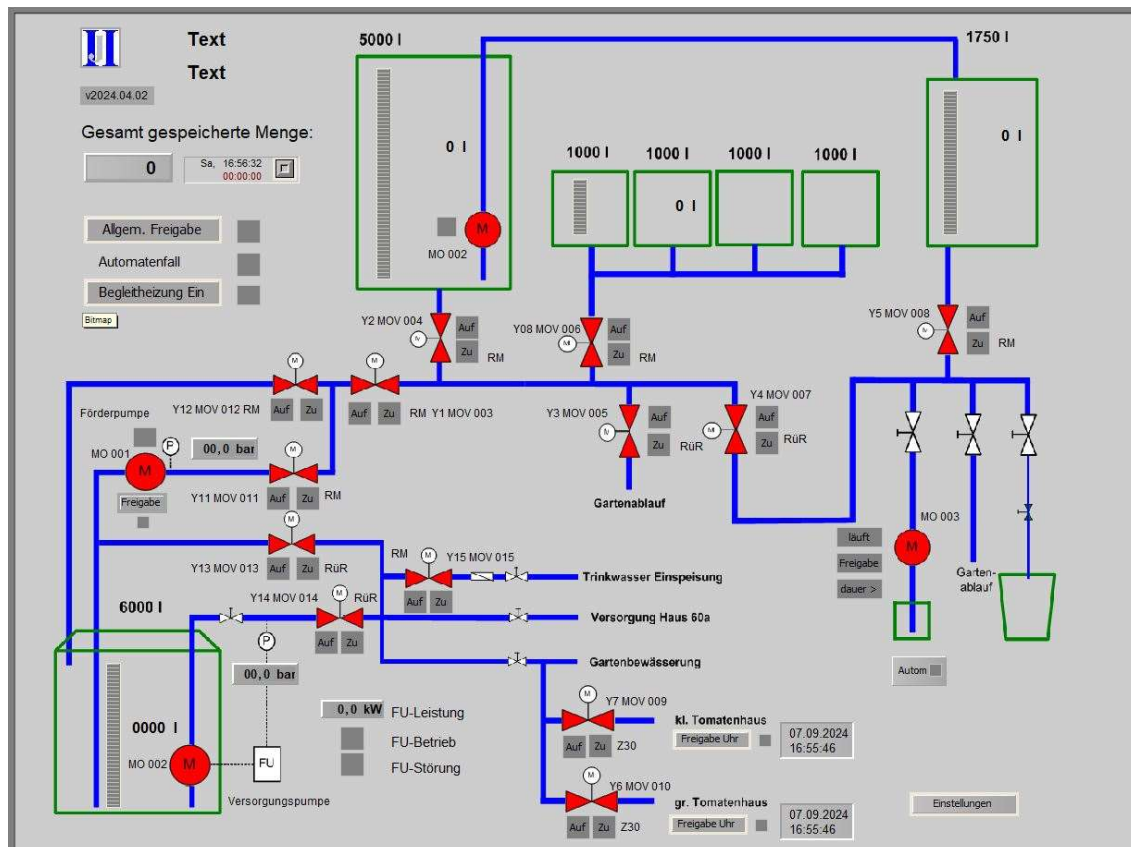 Text
Text
v2024.04.02
Gesamt gespeicherte Menge:
0
Sa, 16:56:32
00:00:00
Allgem. Freigabe
Automatenfall
Begleitheizung Ein
Bitmap
5000 l
0 l
M
MO 002
1000 l
1000 l
1000 l
1000 l
0 l
1750 l
0 l
Y2 MOV 004
Auf
Zu
RM
Y08 MOV 006
Auf
Zu
RM
Y5 MOV 008
Auf
Zu
RM
M
Y12 MOV 012 RM
Auf
Zu
M
Auf
Zu
RM Y1 MOV 003
Y3 MOV 005
Auf
Zu
RüR
Gartenablauf
Y4 MOV 007
Auf
Zu
RüR
Förderpumpe
MO 001
M
P
00,0 bar
Freigabe
M
Y11 MOV 011
Auf
Zu
RM
M
Y13 MOV 013
Auf
Zu
RüR
RM
M
Y15 MOV 015
Auf
Zu
Trinkwasser Einspeisung
Y14 MOV 014
M
RüR
Auf
Zu
Versorgung Haus 60a
Gartenbewässerung
6000 l
P
00,0 bar
0000 l
MO 002
M
FU
Versorgungspumpe
0,0 kW
FU-Leistung
FU-Betrieb
FU-Störung
M
Y7 MOV 009
Auf
Zu
Z30
kl. Tomatenhaus
Freigabe Uhr
07.09.2024
16:55:46
M
Y6 MOV 010
Auf
Zu
Z30
gr. Tomatenhaus
Freigabe Uhr
07.09.2024
16:55:46
MO 003
M
läuft
Freigabe
dauer >
Autom
Garten-
ablauf
Einstellungen